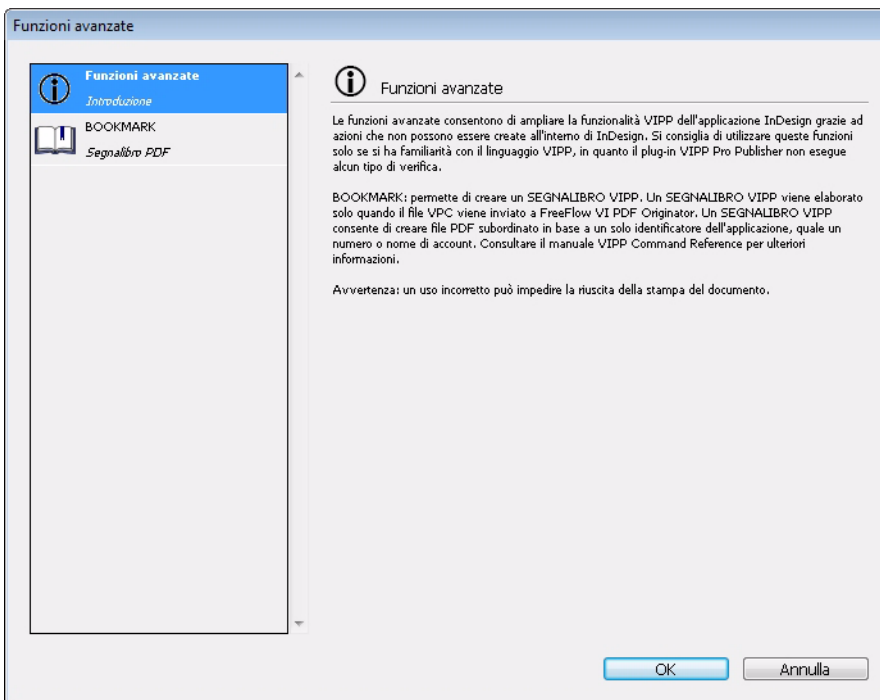 Funzioni avanzate
Funzioni avanzate
Introduzione
BOOKMARK
Segnalibro PDF
Funzioni avanzate
Le funzioni avanzate consentono di ampliare la funzionalità VIPP dell'applicazione InDesign grazie ad
azioni che non possono essere create all'interno di InDesign. Si consiglia di utilizzare queste funzioni
solo se si ha familiarità con il linguaggio VIPP, in quanto il plug-in VIPP Pro Publisher non esegue
alcun tipo di verifica.
BOOKMARK: permette di creare un SEGNALIBRO VIPP. Un SEGNALIBRO VIPP viene elaborato
solo quando il file VPC viene inviato a FreeFlow VI PDF Originator. Un SEGNALIBRO VIPP
consente di creare file PDF subordinato in base a un solo identificatore dell'applicazione, quale un
numero o nome di account. Consultare il manuale VIPP Command Reference per ulteriori
informazioni.
Avvertenza: un uso incorretto può impedire la riuscita della stampa del documento.
OK
Annulla